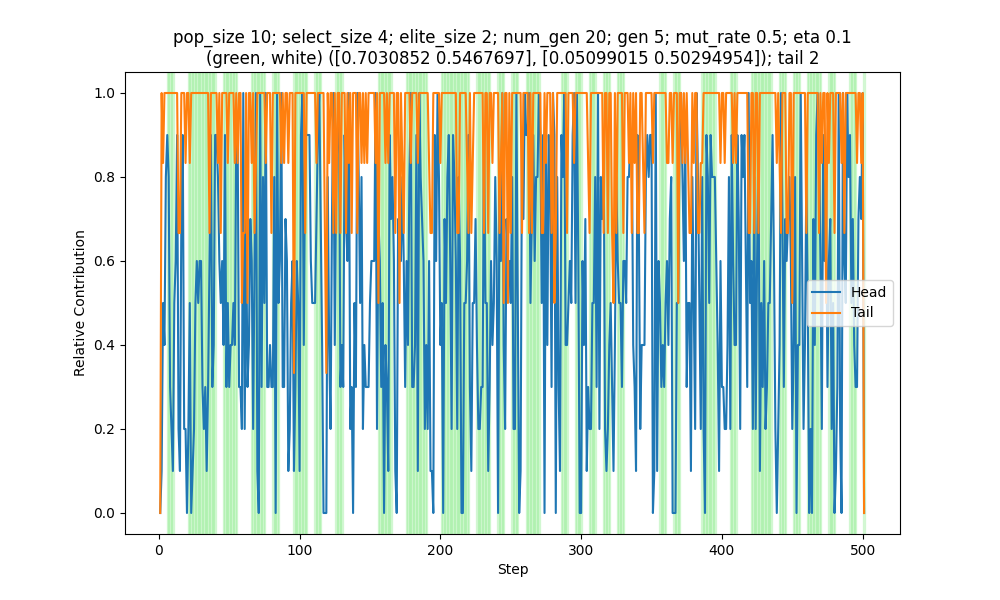 pop_size 10; select_size 4; elite_size 2; num_gen 20; gen 5; mut_rate 0.5; eta 0.1
(green, white) ([0.7030852 0.5467697], [0.05099015 0.50294954]); tail 2
1.0
0.8
0.6
0.4
0.2
0.0
Relative Contribution
Head
Tail
0
100
200
300
400
500
Step